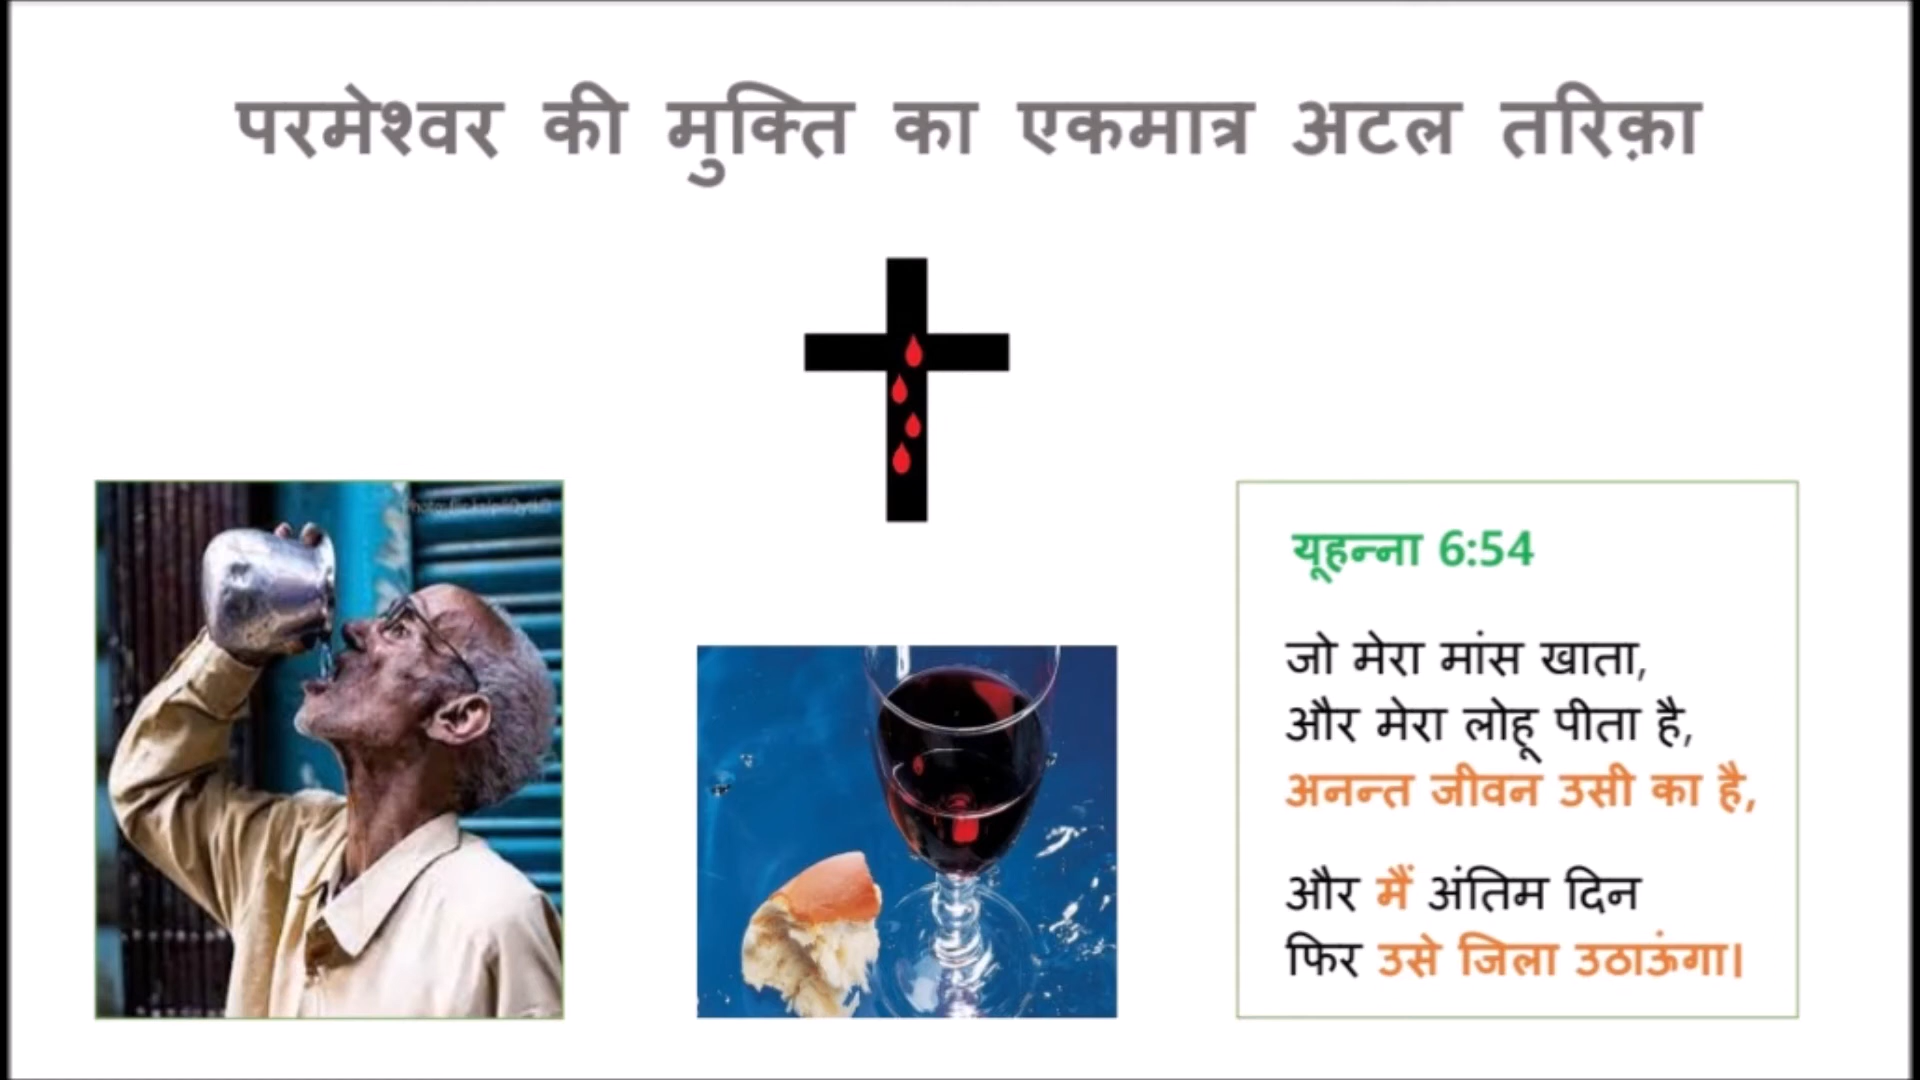 परमेश्वर की मुक्ति का एकमात्र अटल तरिक़ा
यूहन्ना 6:54
जो मेरा मांस खाता,
और मेरा लोहू पीता है,
अनन्त जीवन उसी का है,
और मैं अंतिम दिन
फिर उसे जिला उठाऊंगा।